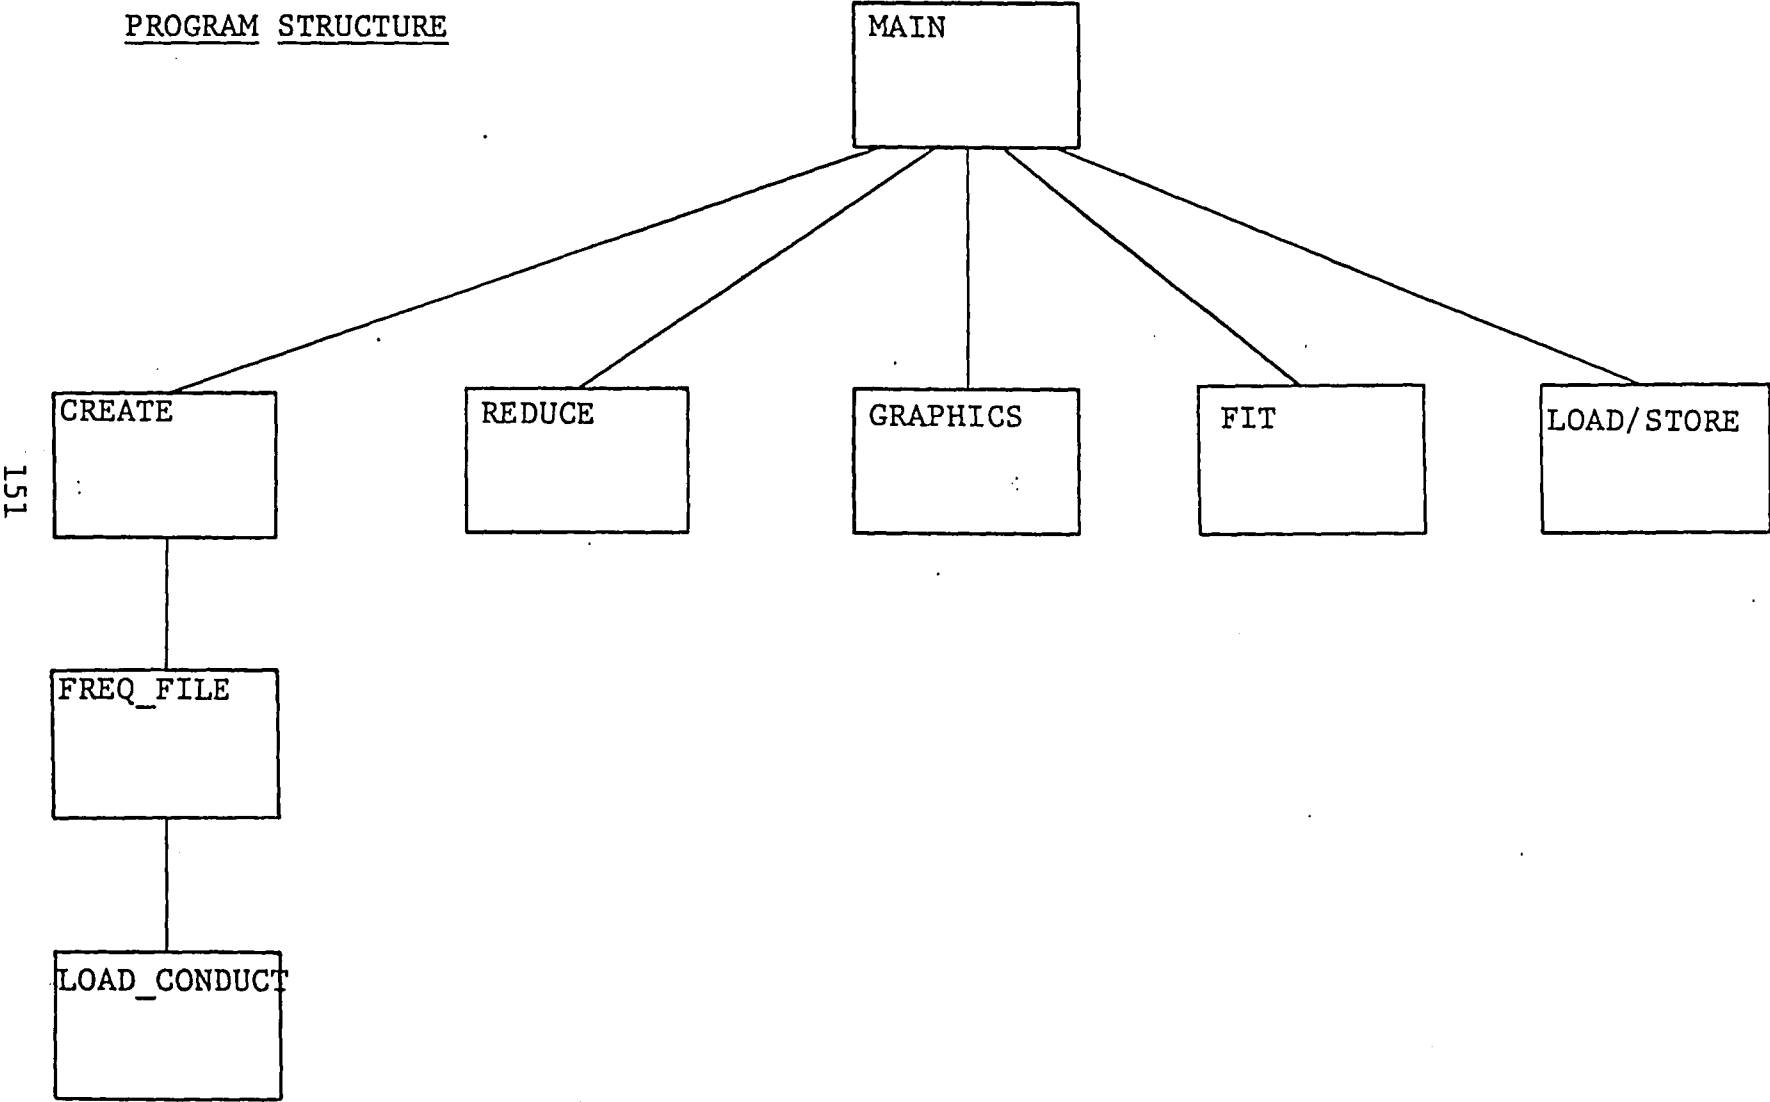 PROGRAM STRUCTURE
MAIN
CREATE
REDUCE
GRAPHICS
FIT
LOAD/STORE
151
FREQ_FILE
LOAD_CONDUCT